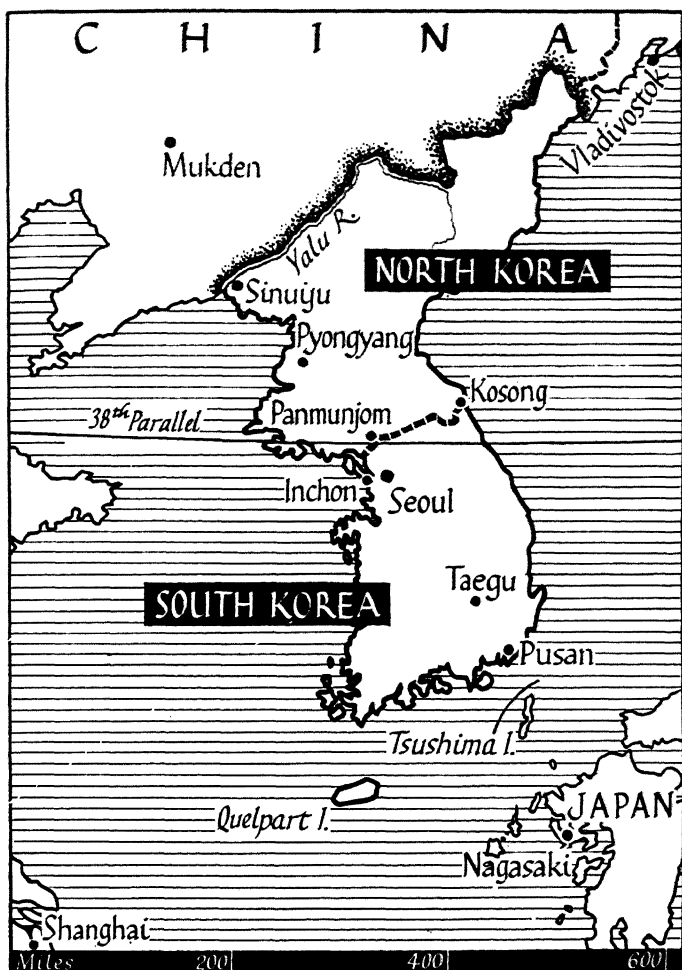 CHINA
Vladivostok
Mukden
Yalu R.
NORTH KOREA
Sinuiju
Pyongyang
Kosong
38th Parallel
Panmunjom
Inchon
Seoul
Taegu
SOUTH KOREA
Pusan
Tsushima I.
Quelpart I.
JAPAN
Nagasaki
Shanghai
Miles 200 400 600